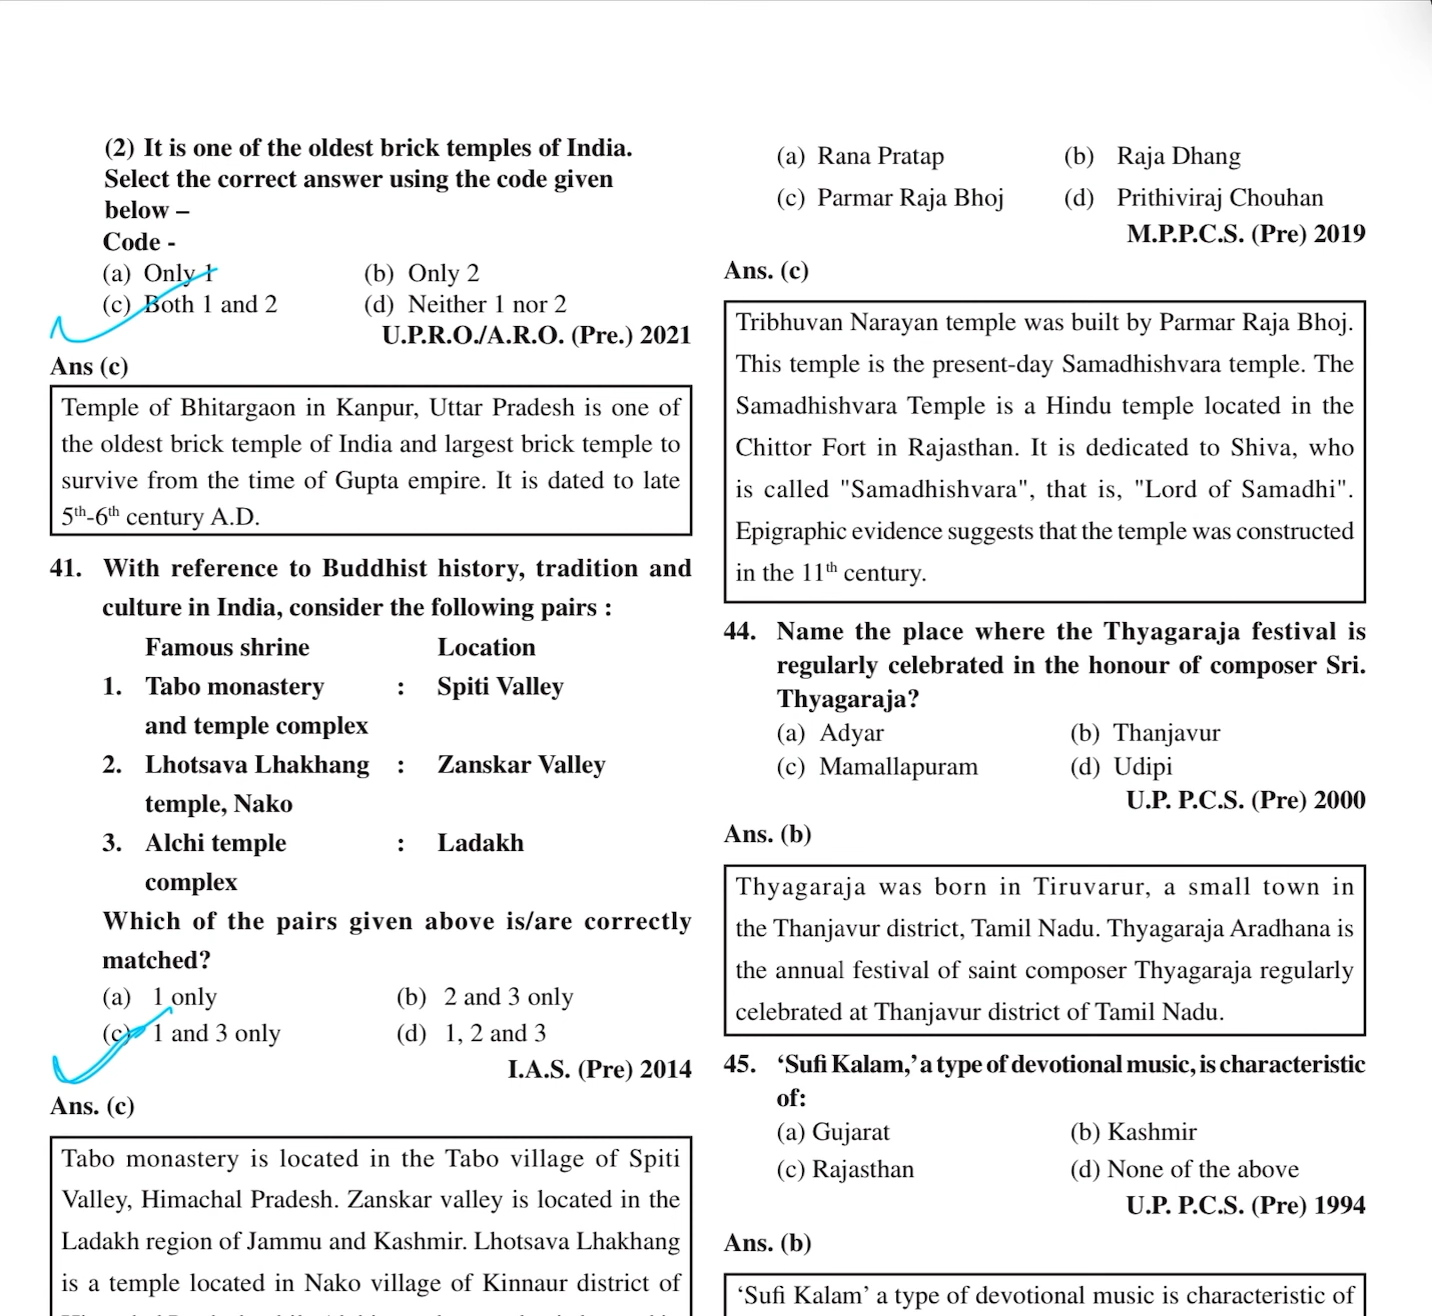 (2) It is one of the oldest brick temples of India.
Select the correct answer using the code given
below –
Code -
(a) Only 1
(b) Only 2
(c) Both 1 and 2
(d) Neither 1 nor 2
U.P.R.O./A.R.O. (Pre.) 2021
Ans (c)
Temple of Bhitargaon in Kanpur, Uttar Pradesh is one of
the oldest brick temple of India and largest brick temple to
survive from the time of Gupta empire. It is dated to late
5th-6th century A.D.
41. With reference to Buddhist history, tradition and
culture in India, consider the following pairs :
Famous shrine Location
1. Tabo monastery : Spiti Valley
and temple complex
2. Lhotsava Lhakhang : Zanskar Valley
temple, Nako
3. Alchi temple : Ladakh
complex
Which of the pairs given above is/are correctly
matched?
(a) 1 only (b) 2 and 3 only
(c) 1 and 3 only (d) 1, 2 and 3
I.A.S. (Pre) 2014
Ans. (c)
Tabo monastery is located in the Tabo village of Spiti
Valley, Himachal Pradesh. Zanskar valley is located in the
Ladakh region of Jammu and Kashmir. Lhotsava Lhakhang
is a temple located in Nako village of Kinnaur district of
(a) Rana Pratap (b) Raja Dhang
(c) Parmar Raja Bhoj (d) Prithiviraj Chouhan
M.P.P.C.S. (Pre) 2019
Ans. (c)
Tribhuvan Narayan temple was built by Parmar Raja Bhoj.
This temple is the present-day Samadhishvara temple. The
Samadhishvara Temple is a Hindu temple located in the
Chittor Fort in Rajasthan. It is dedicated to Shiva, who
is called "Samadhishvara", that is, "Lord of Samadhi".
Epigraphic evidence suggests that the temple was constructed
in the 11th century.
44. Name the place where the Thyagaraja festival is
regularly celebrated in the honour of composer Sri.
Thyagaraja?
(a) Adyar (b) Thanjavur
(c) Mamallapuram (d) Udipi
U.P. P.C.S. (Pre) 2000
Ans. (b)
Thyagaraja was born in Tiruvarur, a small town in
the Thanjavur district, Tamil Nadu. Thyagaraja Aradhana is
the annual festival of saint composer Thyagaraja regularly
celebrated at Thanjavur district of Tamil Nadu.
45. ‘Sufi Kalam,’ a type of devotional music, is characteristic
of:
(a) Gujarat (b) Kashmir
(c) Rajasthan (d) None of the above
U.P. P.C.S. (Pre) 1994
Ans. (b)
‘Sufi Kalam’ a type of devotional music is characteristic of